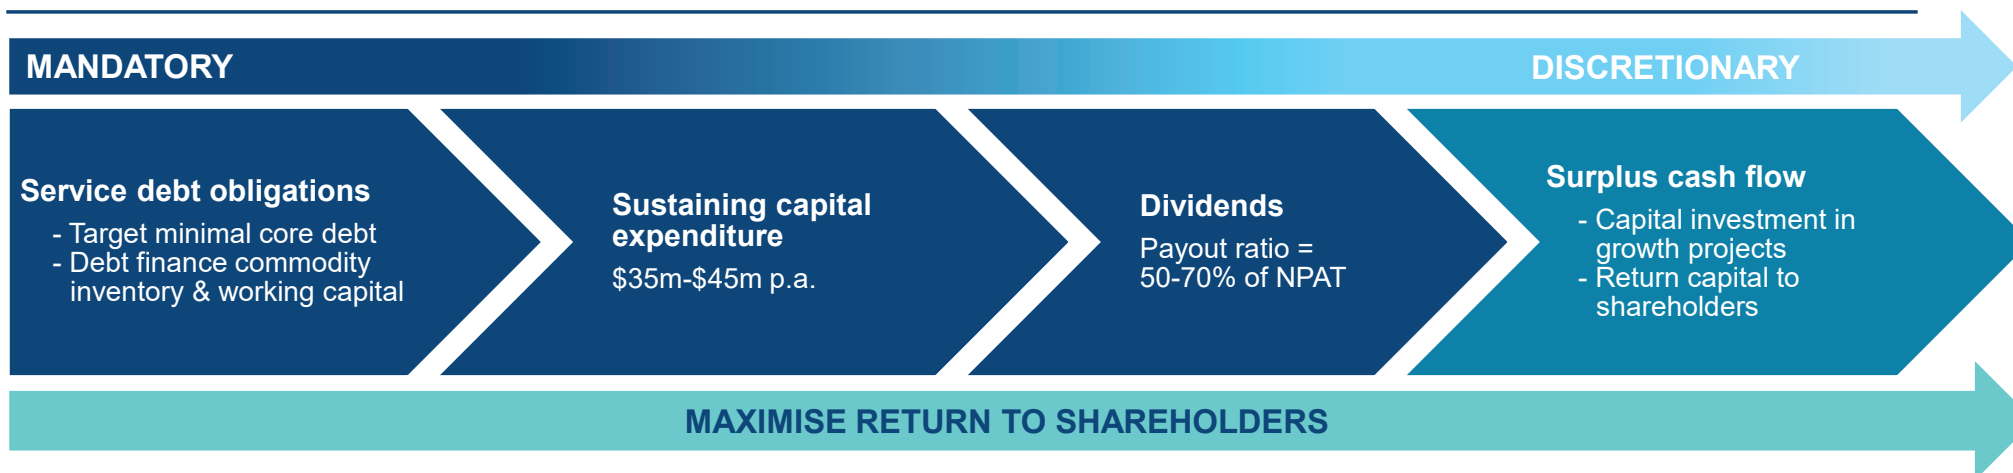 MANDATORY
DISCRETIONARY
Service debt obligations
- Target minimal core debt
- Debt finance commodity
inventory & working capital
Sustaining capital
expenditure
$35m-$45m p.a.
Dividends
Payout ratio =
50-70% of NPAT
Surplus cash flow
- Capital investment in
growth projects
- Return capital to
shareholders
MAXIMISE RETURN TO SHAREHOLDERS